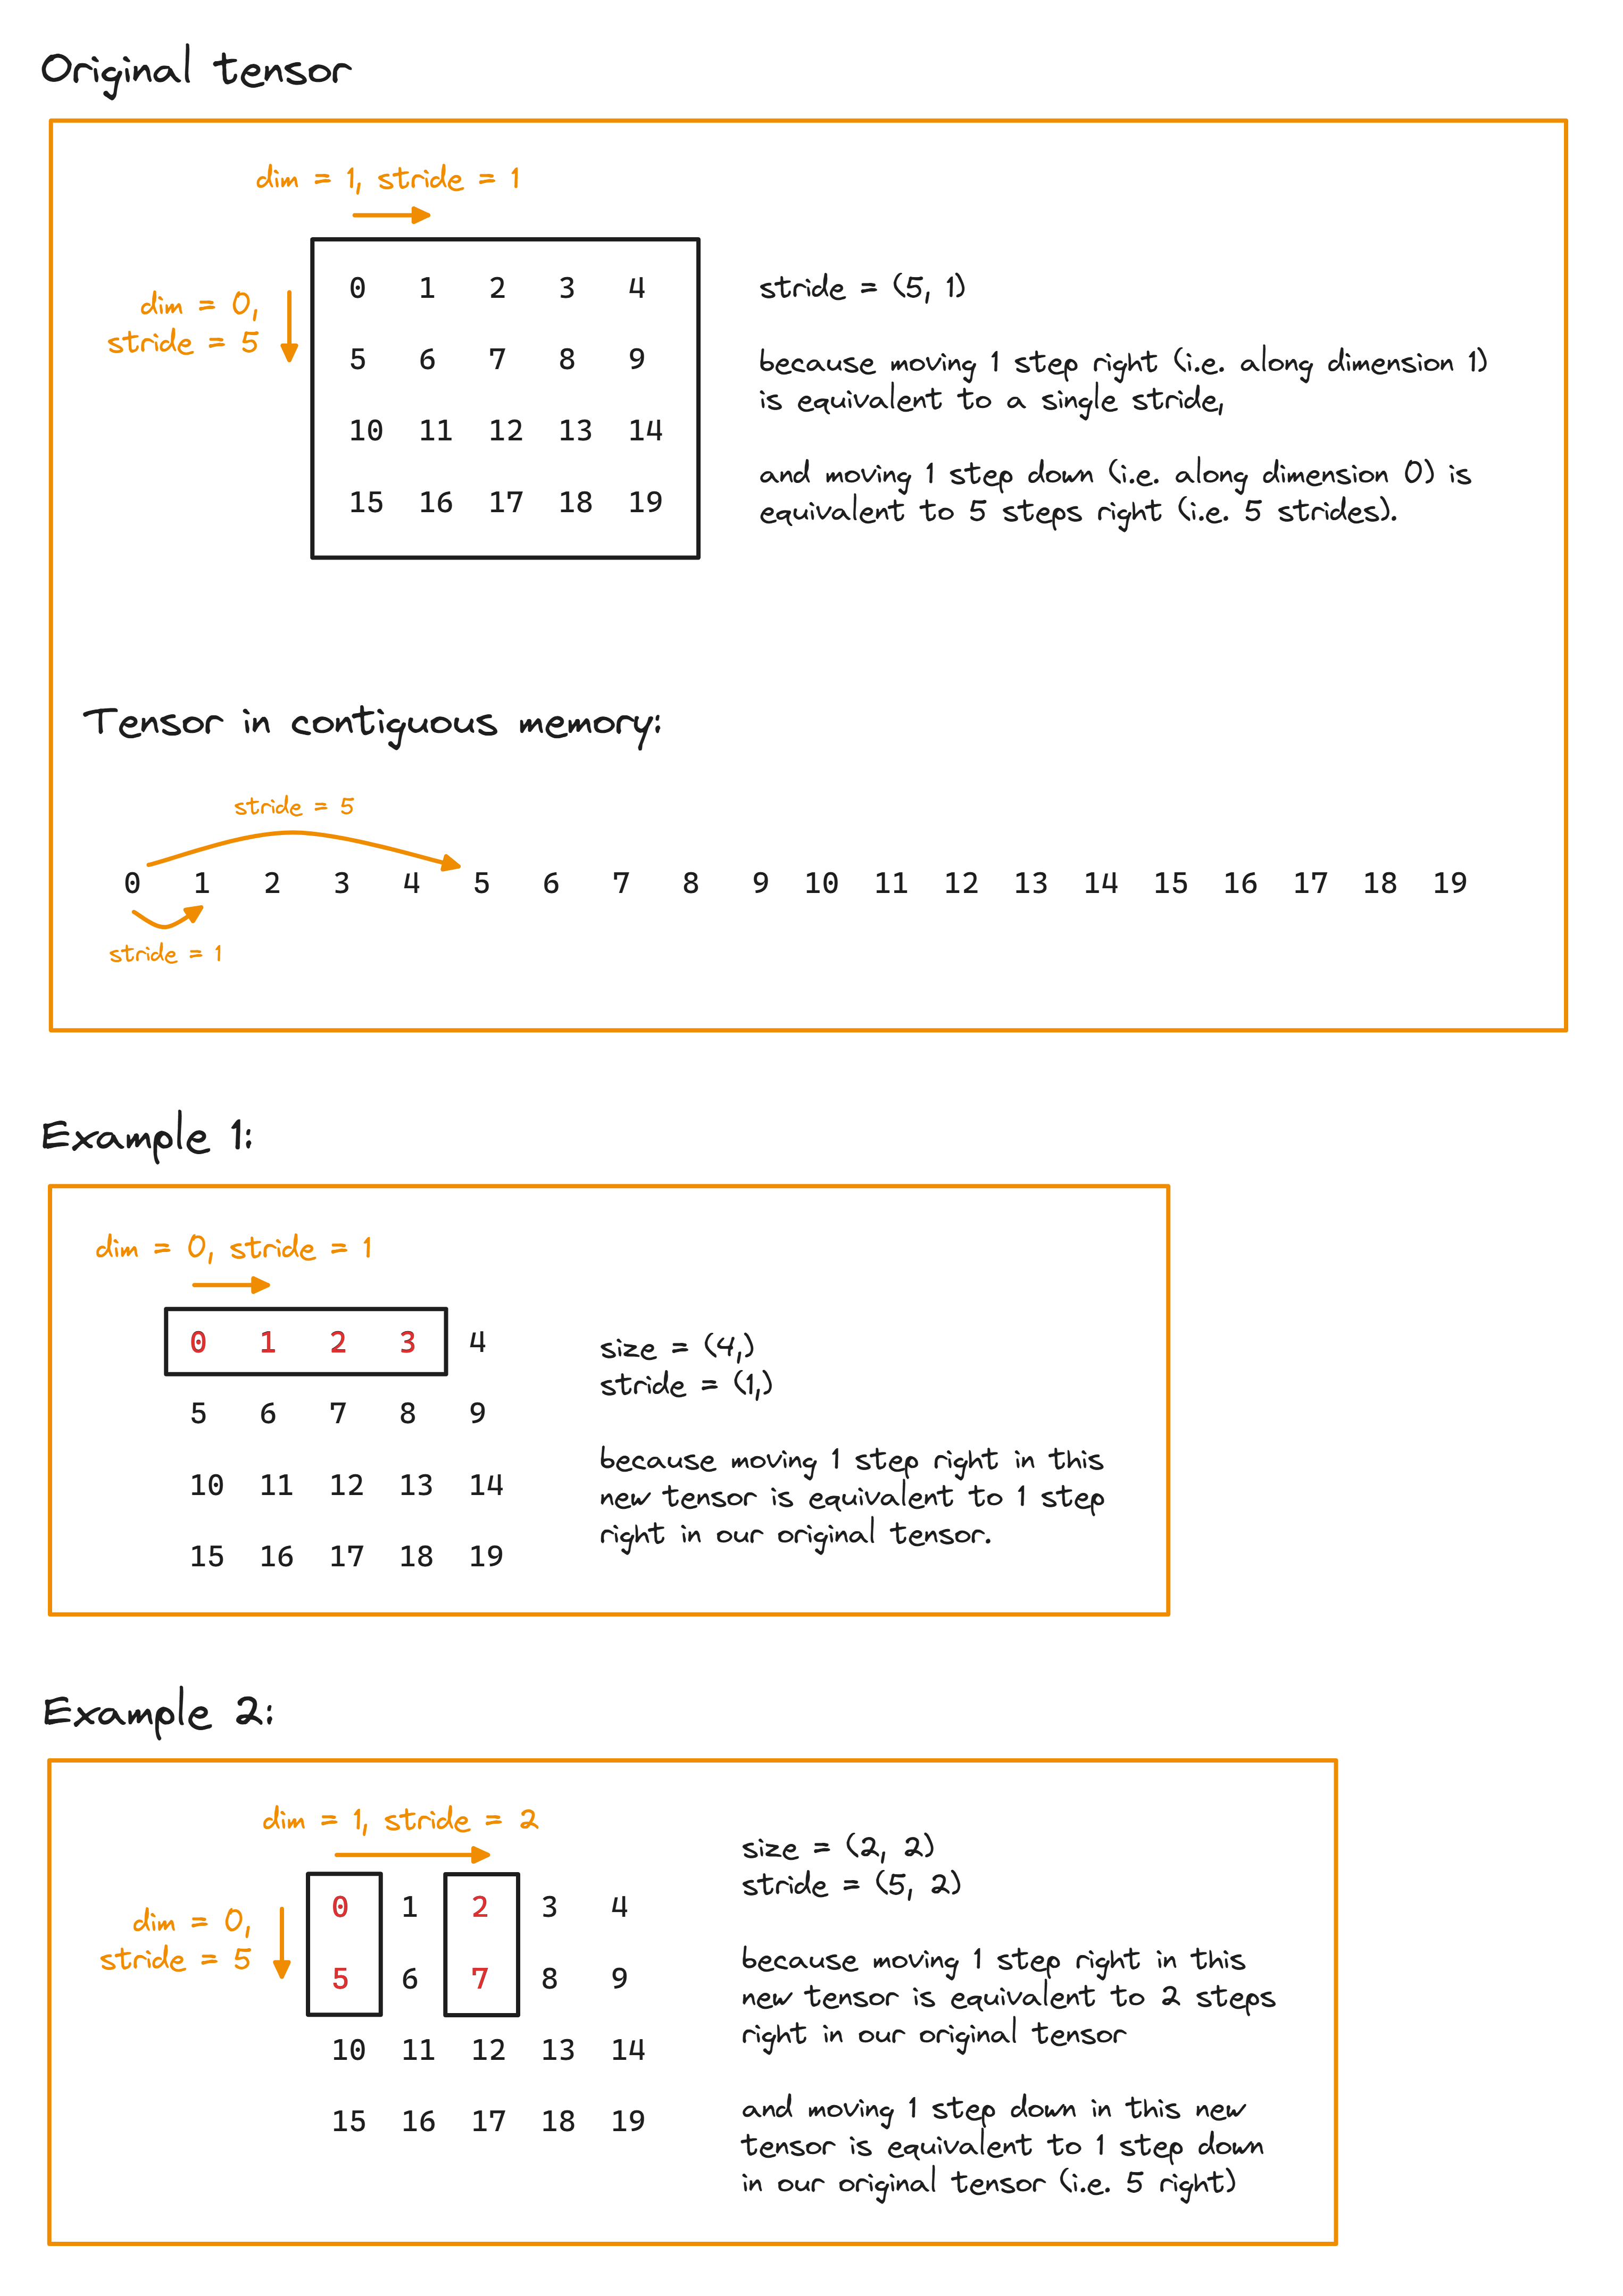 Original tensor
dim = 1, stride = 1
dim = 0,
stride = 5
0 1 2 3 4
5 6 7 8 9
10 11 12 13 14
15 16 17 18 19
stride = (5, 1)
because moving 1 step right (i.e. along dimension 1)
is equivalent to a single stride,
and moving 1 step down (i.e. along dimension 0) is
equivalent to 5 steps right (i.e. 5 strides).
Tensor in contiguous memory:
stride = 5
0 1 2 3 4 5 6 7 8 9 10 11 12 13 14 15 16 17 18 19
stride = 1
Example 1:
dim = 0, stride = 1
0 1 2 3 4
5 6 7 8 9
10 11 12 13 14
15 16 17 18 19
size = (4,)
stride = (1,)
because moving 1 step right in this
new tensor is equivalent to 1 step
right in our original tensor.
Example 2:
dim = 1, stride = 2
dim = 0,
stride = 5
0 1 2 3 4
5 6 7 8 9
10 11 12 13 14
15 16 17 18 19
size = (2, 2)
stride = (5, 2)
because moving 1 step right in this
new tensor is equivalent to 2 steps
right in our original tensor
and moving 1 step down in this new
tensor is equivalent to 1 step down
in our original tensor (i.e. 5 right)